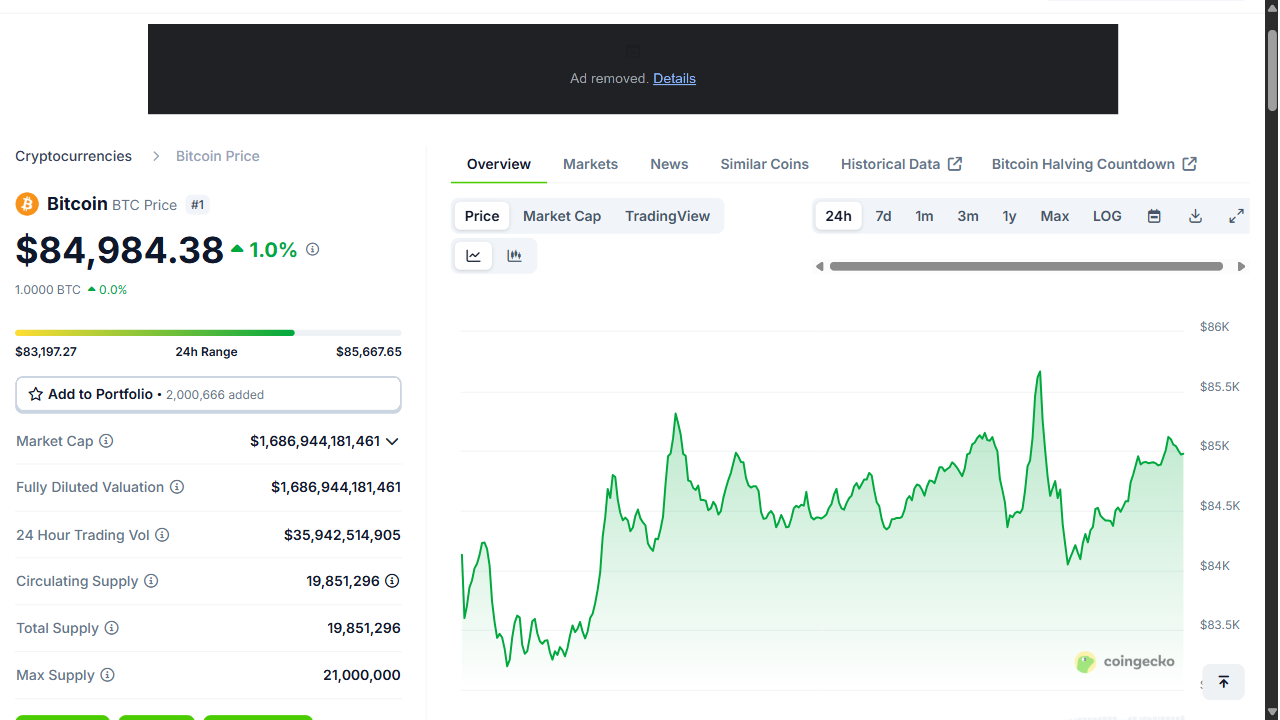 Ad removed. Details
Cryptocurrencies > Bitcoin Price
Bitcoin BTC Price #1
$84,984.38 1.0%
1.0000 BTC 0.0%
$83,197.27 24h Range $85,667.65
Add to Portfolio • 2,000,666 added
Market Cap $1,686,944,181,461
Fully Diluted Valuation $1,686,944,181,461
24 Hour Trading Vol $35,942,514,905
Circulating Supply 19,851,296
Total Supply 19,851,296
Max Supply 21,000,000
Overview Markets News Similar Coins Historical Data Bitcoin Halving Countdown
Price Market Cap TradingView
24h 7d 1m 3m 1y Max LOG
$86K
$85.5K
$85K
$84.5K
$84K
$83.5K
coingecko